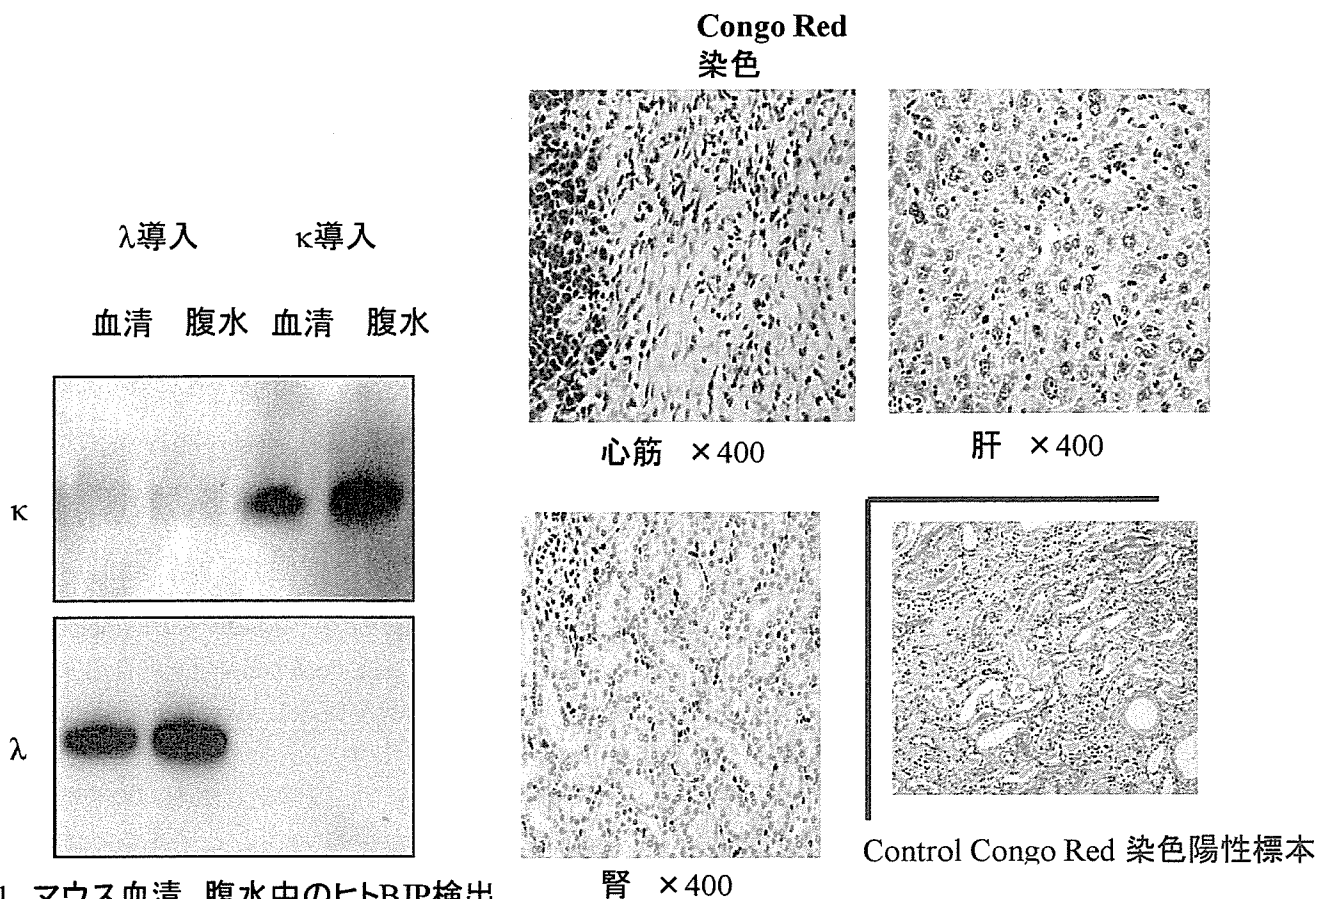 Congo Red
染色
λ導入 κ導入
血清 腹水 血清 腹水
κ
λ
心筋 ×400
肝 ×400
腎 ×400
Control Congo Red 染色陽性標本
1 マウス血清 腹水中のヒトBJP検出